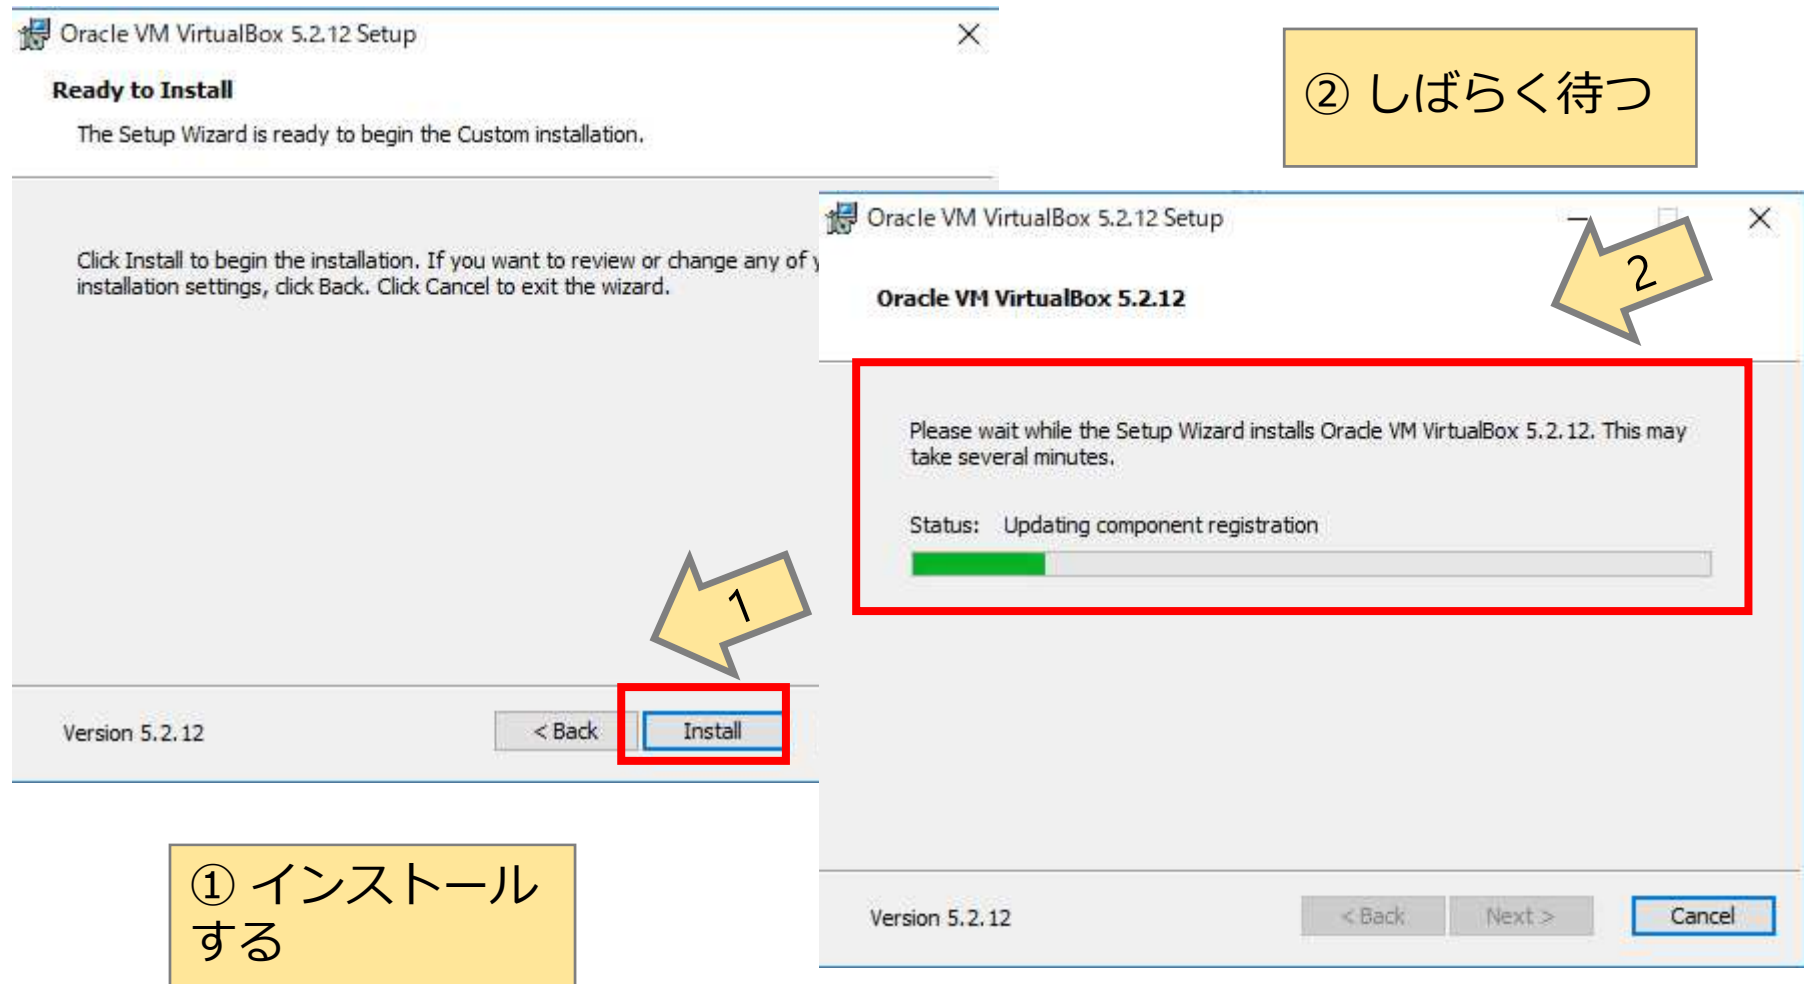 Oracle VM VirtualBox 5.2.12 Setup
Ready to Install
The Setup Wizard is ready to begin the Custom installation.
Click Install to begin the installation. If you want to review or change any of
installation settings, click Back. Click Cancel to exit the wizard.
1
Version 5.2.12
< Back
Install
① インストール
する
② しばらく待つ
Oracle VM VirtualBox 5.2.12 Setup
2
Oracle VM VirtualBox 5.2.12
Please wait while the Setup Wizard installs Oracle VM VirtualBox 5.2.12. This may
take several minutes.
Status: Updating component registration
Version 5.2.12
< Back
Next >
Cancel